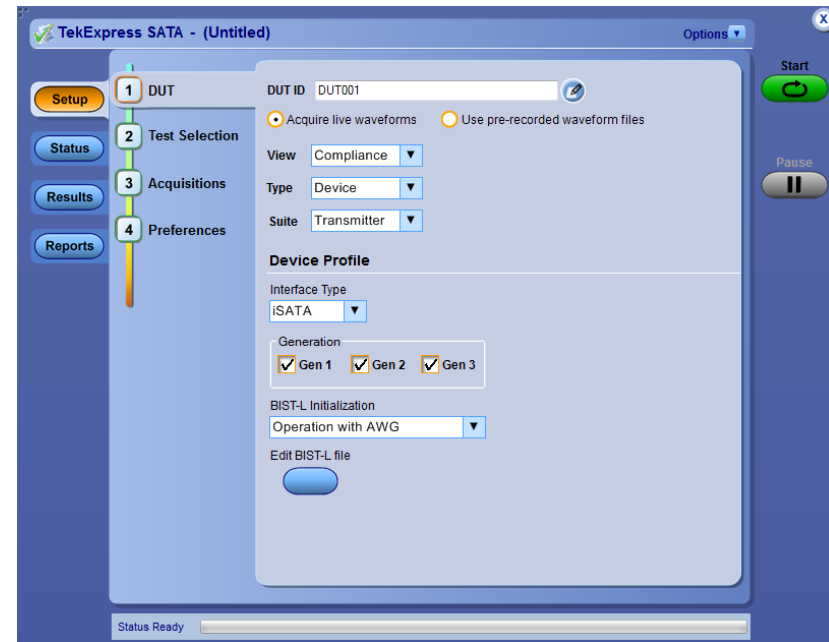 TekExpress SATA - (Untitled)
Options
x
Setup
Status
Results
Reports
1 DUT
2 Test Selection
3 Acquisitions
4 Preferences
DUT ID DUT001
Acquire live waveforms Use pre-recorded waveform files
View Compliance
Type Device
Suite Transmitter
Device Profile
Interface Type
iSATA
Generation
Gen 1 Gen 2 Gen 3
BIST-L Initialization
Operation with AWG
Edit BIST-L file
Start
Pause
Status Ready